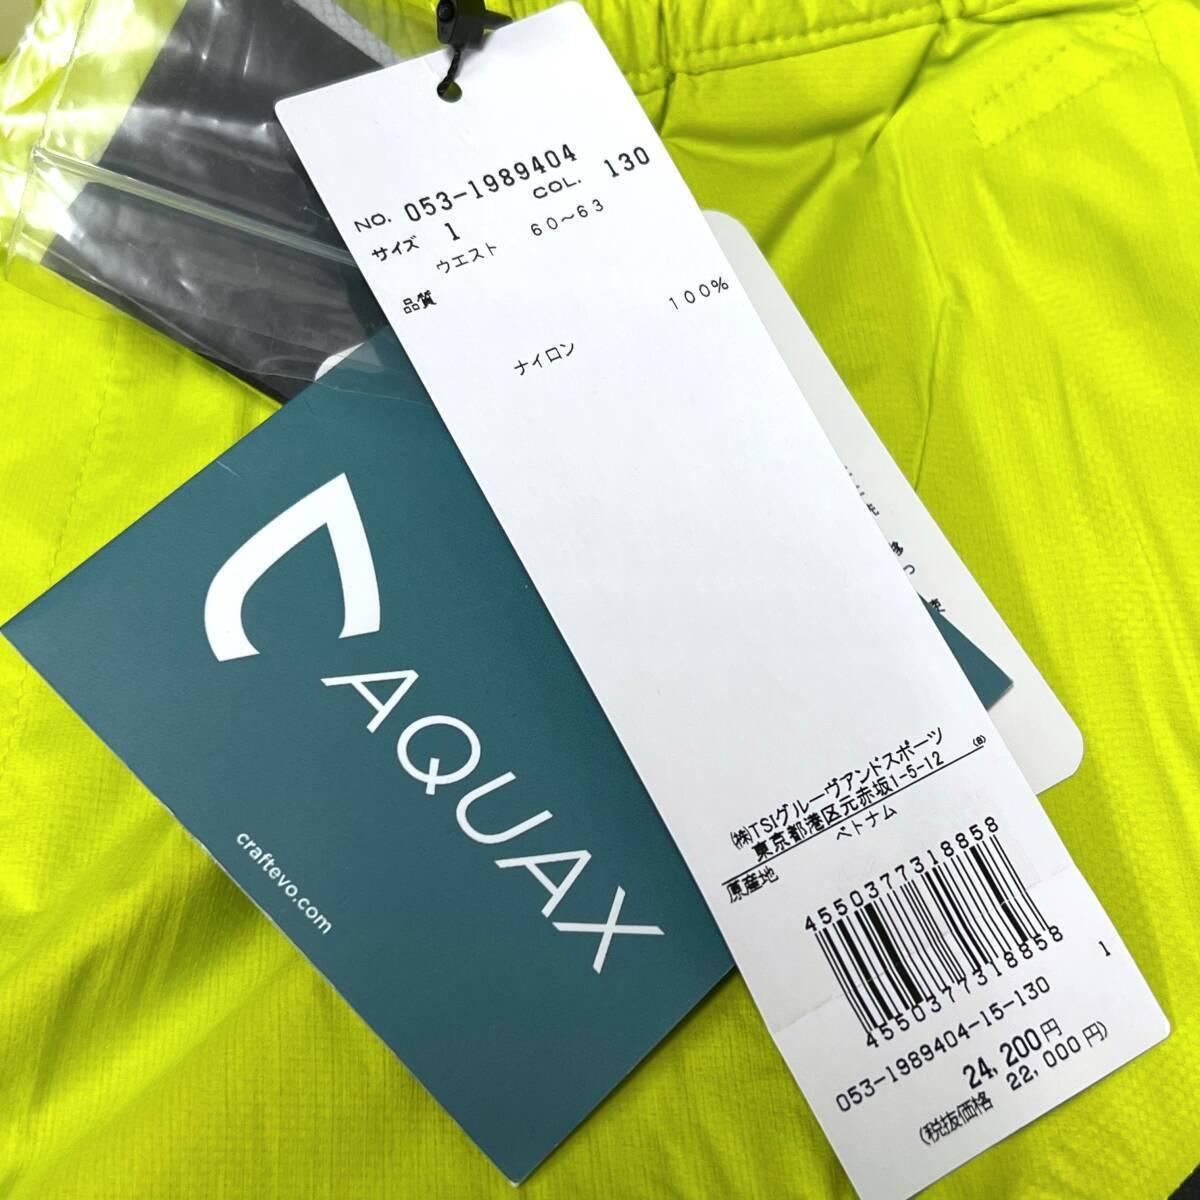 NO. 053-1989404
サイズ 1 COL. 130
ウエスト 60～63
品質
ナイロン 100%
㈱TSIグルーヴアンドスポーツ
東京都港区元赤坂1-5-12 (8)
原産地 ベトナム
4550377318858
4550377318858
053-1989404-15-130 1
24,200円
(税抜価格 22,000円)
AQUAX
craftevo.com